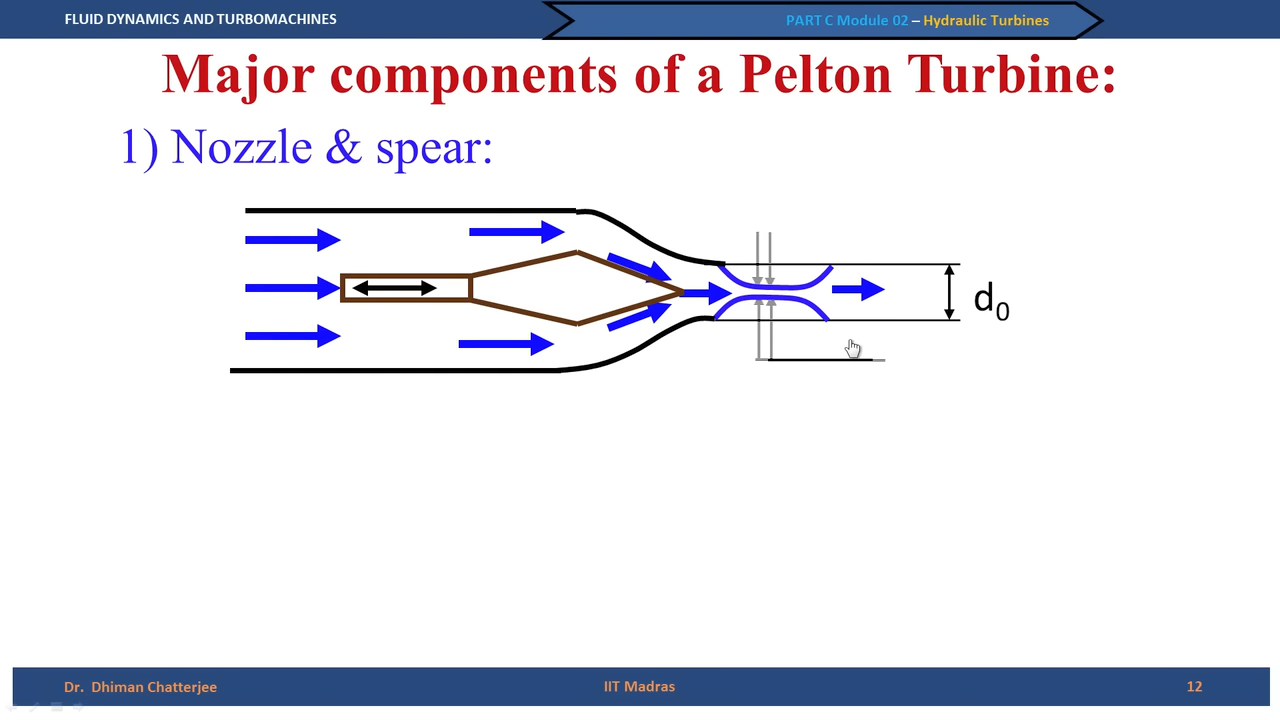 FLUID DYNAMICS AND TURBOMACHINES
PART C Module 02 – Hydraulic Turbines
Major components of a Pelton Turbine:
1) Nozzle & spear:
d₀
Dr. Dhiman Chatterjee
IIT Madras
12